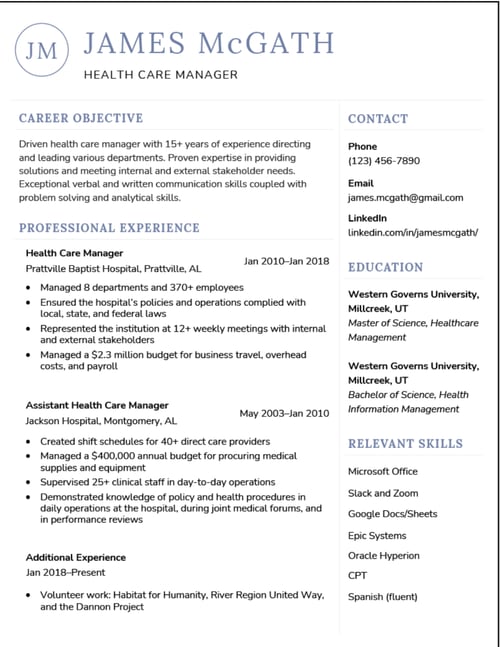 JM
JAMES McGATH
HEALTH CARE MANAGER
CAREER OBJECTIVE
Driven health care manager with 15+ years of experience directing
and leading various departments. Proven expertise in providing
solutions and meeting internal and external stakeholder needs.
Exceptional verbal and written communication skills coupled with
problem solving and analytical skills.
PROFESSIONAL EXPERIENCE
Health Care Manager
Prattville Baptist Hospital, Prattville, AL
Jan 2010–Jan 2018
• Managed 8 departments and 370+ employees
• Ensured the hospital's policies and operations complied with
local, state, and federal laws
• Represented the institution at 12+ weekly meetings with internal
and external stakeholders
• Managed a $2.3 million budget for business travel, overhead
costs, and payroll
Assistant Health Care Manager
Jackson Hospital, Montgomery, AL
May 2003–Jan 2010
• Created shift schedules for 40+ direct care providers
• Managed a $400,000 annual budget for procuring medical
supplies and equipment
• Supervised 25+ clinical staff in day-to-day operations
• Demonstrated knowledge of policy and health procedures in
daily operations at the hospital, during joint medical forums, and
in performance reviews
Additional Experience
Jan 2018–Present
• Volunteer work: Habitat for Humanity, River Region United Way,
and the Dannon Project
CONTACT
Phone
(123) 456-7890
Email
james.mcgath@gmail.com
LinkedIn
linkedin.com/in/jamesmcgath/
EDUCATION
Western Governs University,
Millcreek, UT
Master of Science, Healthcare
Management
Western Governs University,
Millcreek, UT
Bachelor of Science, Health
Information Management
RELEVANT SKILLS
Microsoft Office
Slack and Zoom
Google Docs/Sheets
Epic Systems
Oracle Hyperion
CPT
Spanish (fluent)